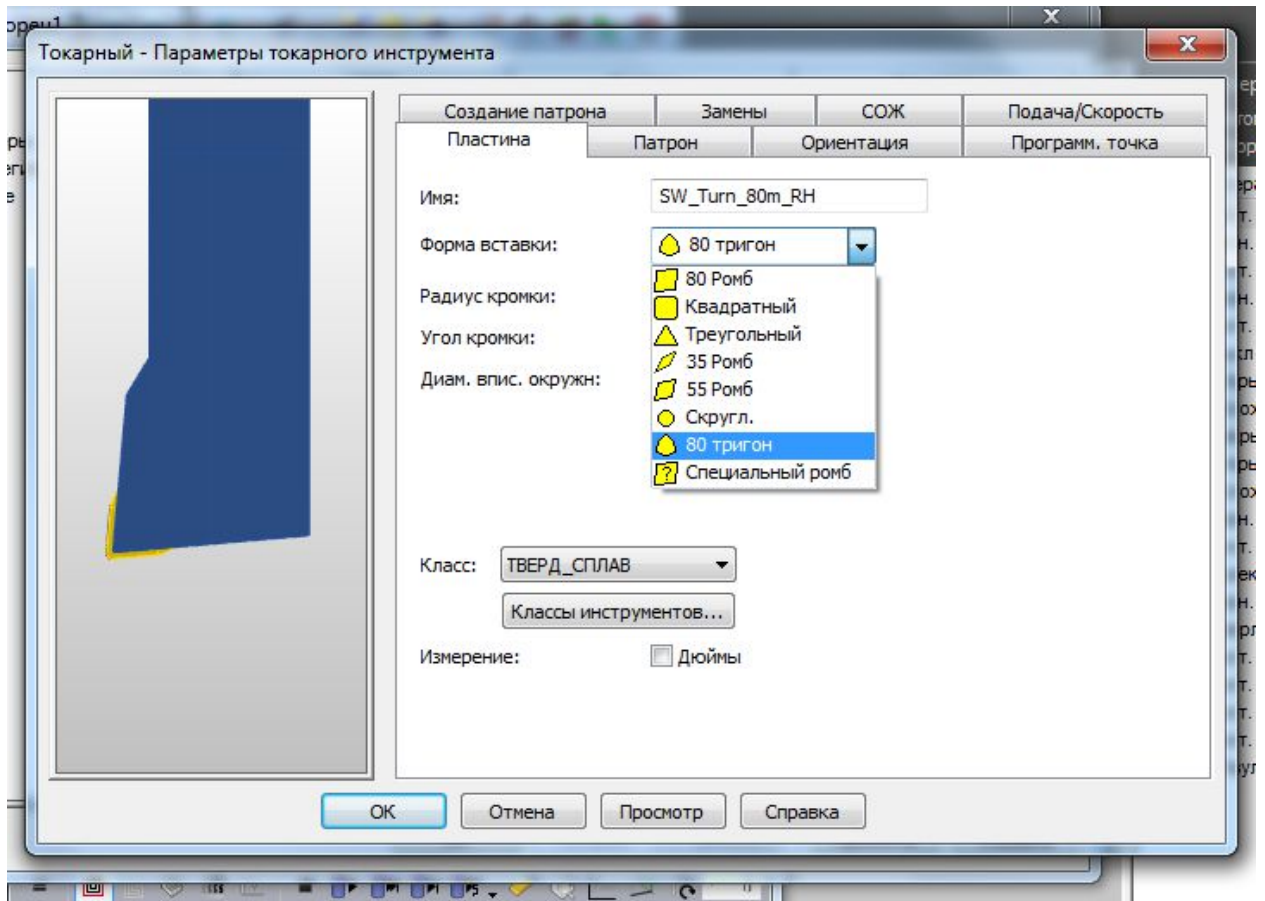 Токарный - Параметры токарного инструмента
Создание патрона Замены СОЖ Подача/Скорость
Пластина Патрон Ориентация Программ. точка
Имя: SW_Turn_80m_RH
Форма вставки: 80 тригон
80 Ромб
Квадратный
Радиус кромки:
Треугольный
Угол кромки:
35 Ромб
Диам. впис. окружн:
55 Ромб
Скругл.
80 тригон
Специальный ромб
Класс: ТВЕРД_СПЛАВ
Классы инструментов...
Измерение: Дюймы
OK Отмена Просмотр Справка